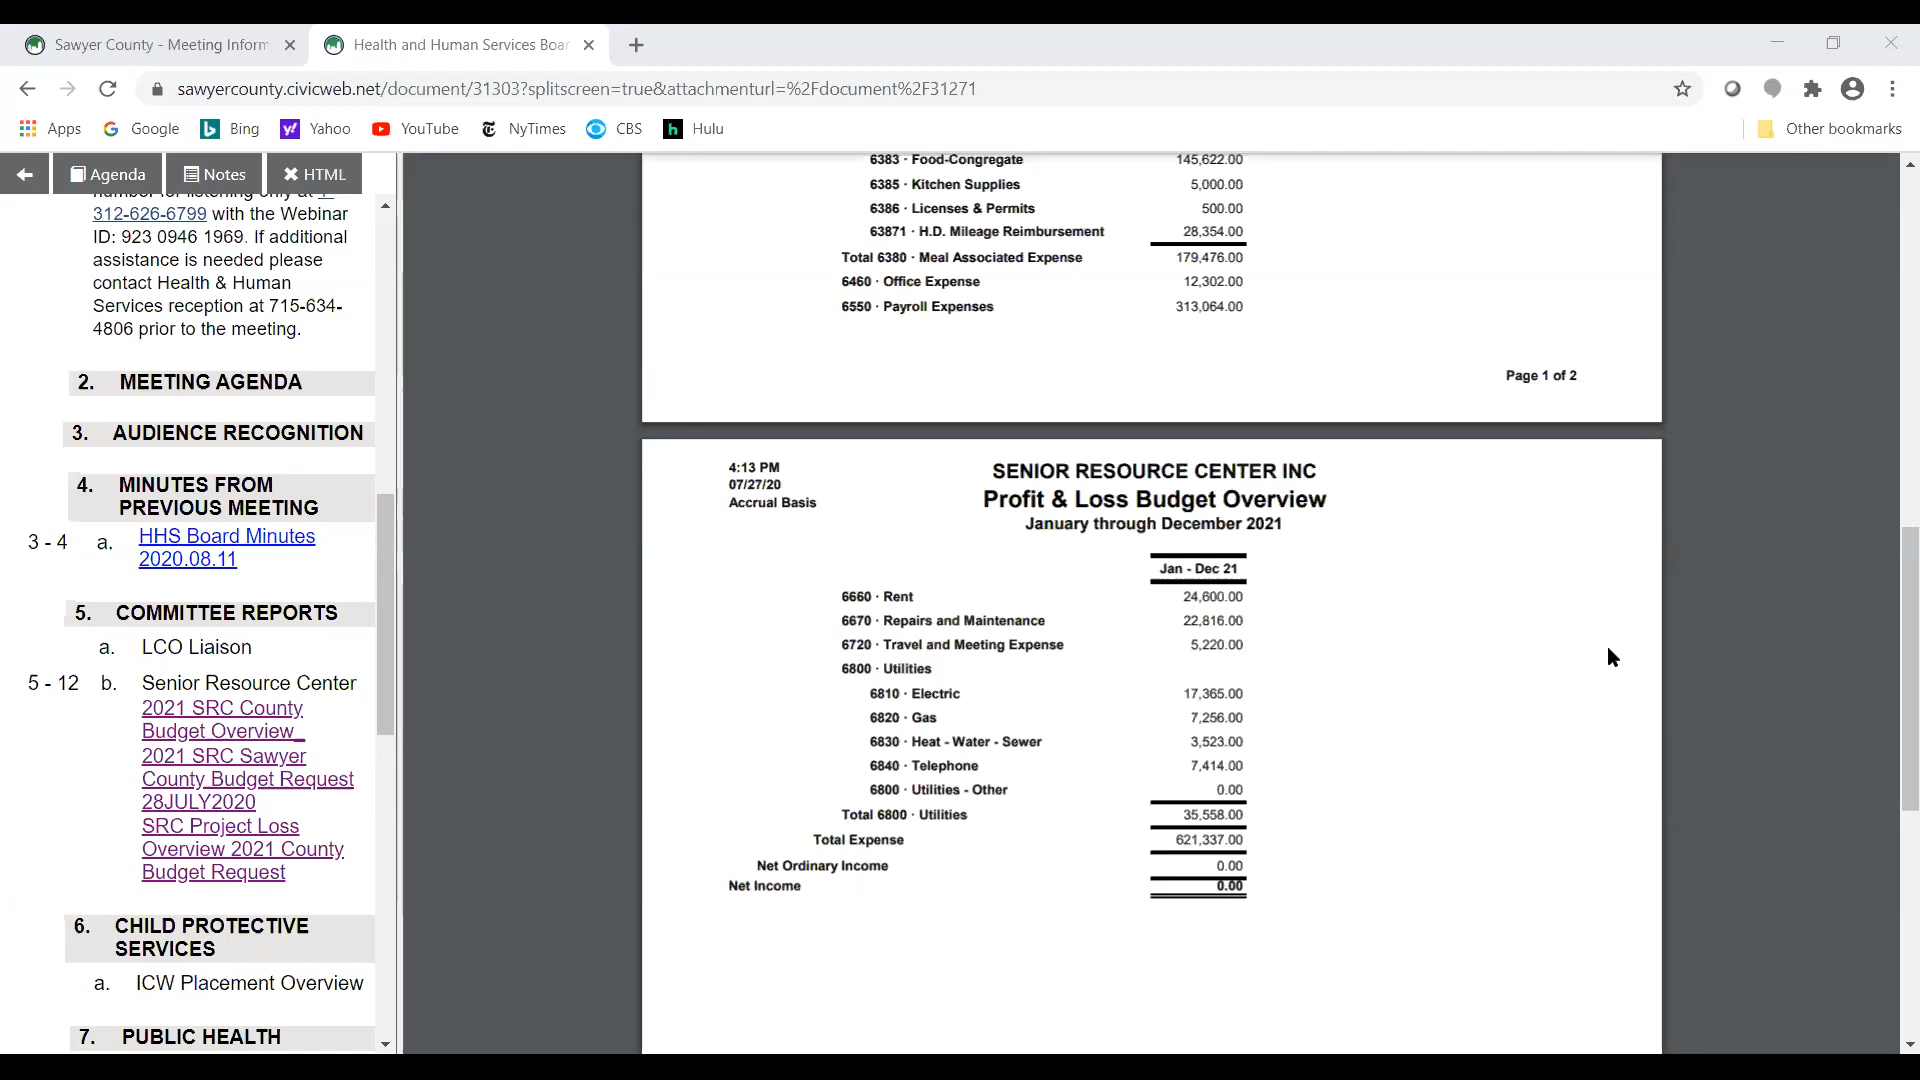 Sawyer County - Meeting Inform
Health and Human Services Boar
sawyercounty.civicweb.net/document/31303?splitscreen=true&attachmenturl=%2Fdocument%2F31271
Apps Google Bing Yahoo YouTube NyTimes CBS Hulu Other bookmarks
Agenda Notes HTML
number for listening only at 1-
312-626-6799 with the Webinar
ID: 923 0946 1969. If additional
assistance is needed please
contact Health & Human
Services reception at 715-634-
4806 prior to the meeting.
2. MEETING AGENDA
3. AUDIENCE RECOGNITION
4. MINUTES FROM
PREVIOUS MEETING
3 - 4 a. HHS Board Minutes
2020.08.11
5. COMMITTEE REPORTS
a. LCO Liaison
5 - 12 b. Senior Resource Center
2021 SRC County
Budget Overview_
2021 SRC Sawyer
County Budget Request
28JULY2020
SRC Project Loss
Overview 2021 County
Budget Request
6. CHILD PROTECTIVE
SERVICES
a. ICW Placement Overview
7. PUBLIC HEALTH
6383 · Food-Congregate 145,622.00
6385 · Kitchen Supplies 5,000.00
6386 · Licenses & Permits 500.00
63871 · H.D. Mileage Reimbursement 28,354.00
Total 6380 · Meal Associated Expense 179,476.00
6460 · Office Expense 12,302.00
6550 · Payroll Expenses 313,064.00
Page 1 of 2
4:13 PM
07/27/20
Accrual Basis
SENIOR RESOURCE CENTER INC
Profit & Loss Budget Overview
January through December 2021
Jan - Dec 21
6660 · Rent 24,600.00
6670 · Repairs and Maintenance 22,816.00
6720 · Travel and Meeting Expense 5,220.00
6800 · Utilities
6810 · Electric 17,365.00
6820 · Gas 7,256.00
6830 · Heat - Water - Sewer 3,523.00
6840 · Telephone 7,414.00
6800 · Utilities - Other 0.00
Total 6800 · Utilities 35,558.00
Total Expense 621,337.00
Net Ordinary Income 0.00
Net Income 0.00